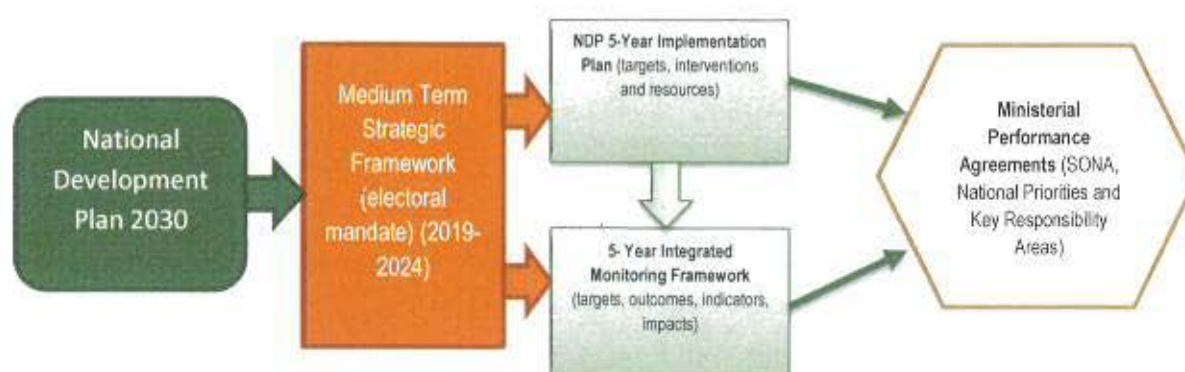 National
Development
Plan 2030
Medium Term
Strategic
Framework
(electoral
mandate) (2019-
2024)
NDP 5-Year Implementation
Plan (targets, interventions
and resources)
5- Year Integrated
Monitoring Framework
(targets, outcomes, indicators,
impacts)
Ministerial
Performance
Agreements (SONA,
National Priorities and
Key Responsibility
Areas)